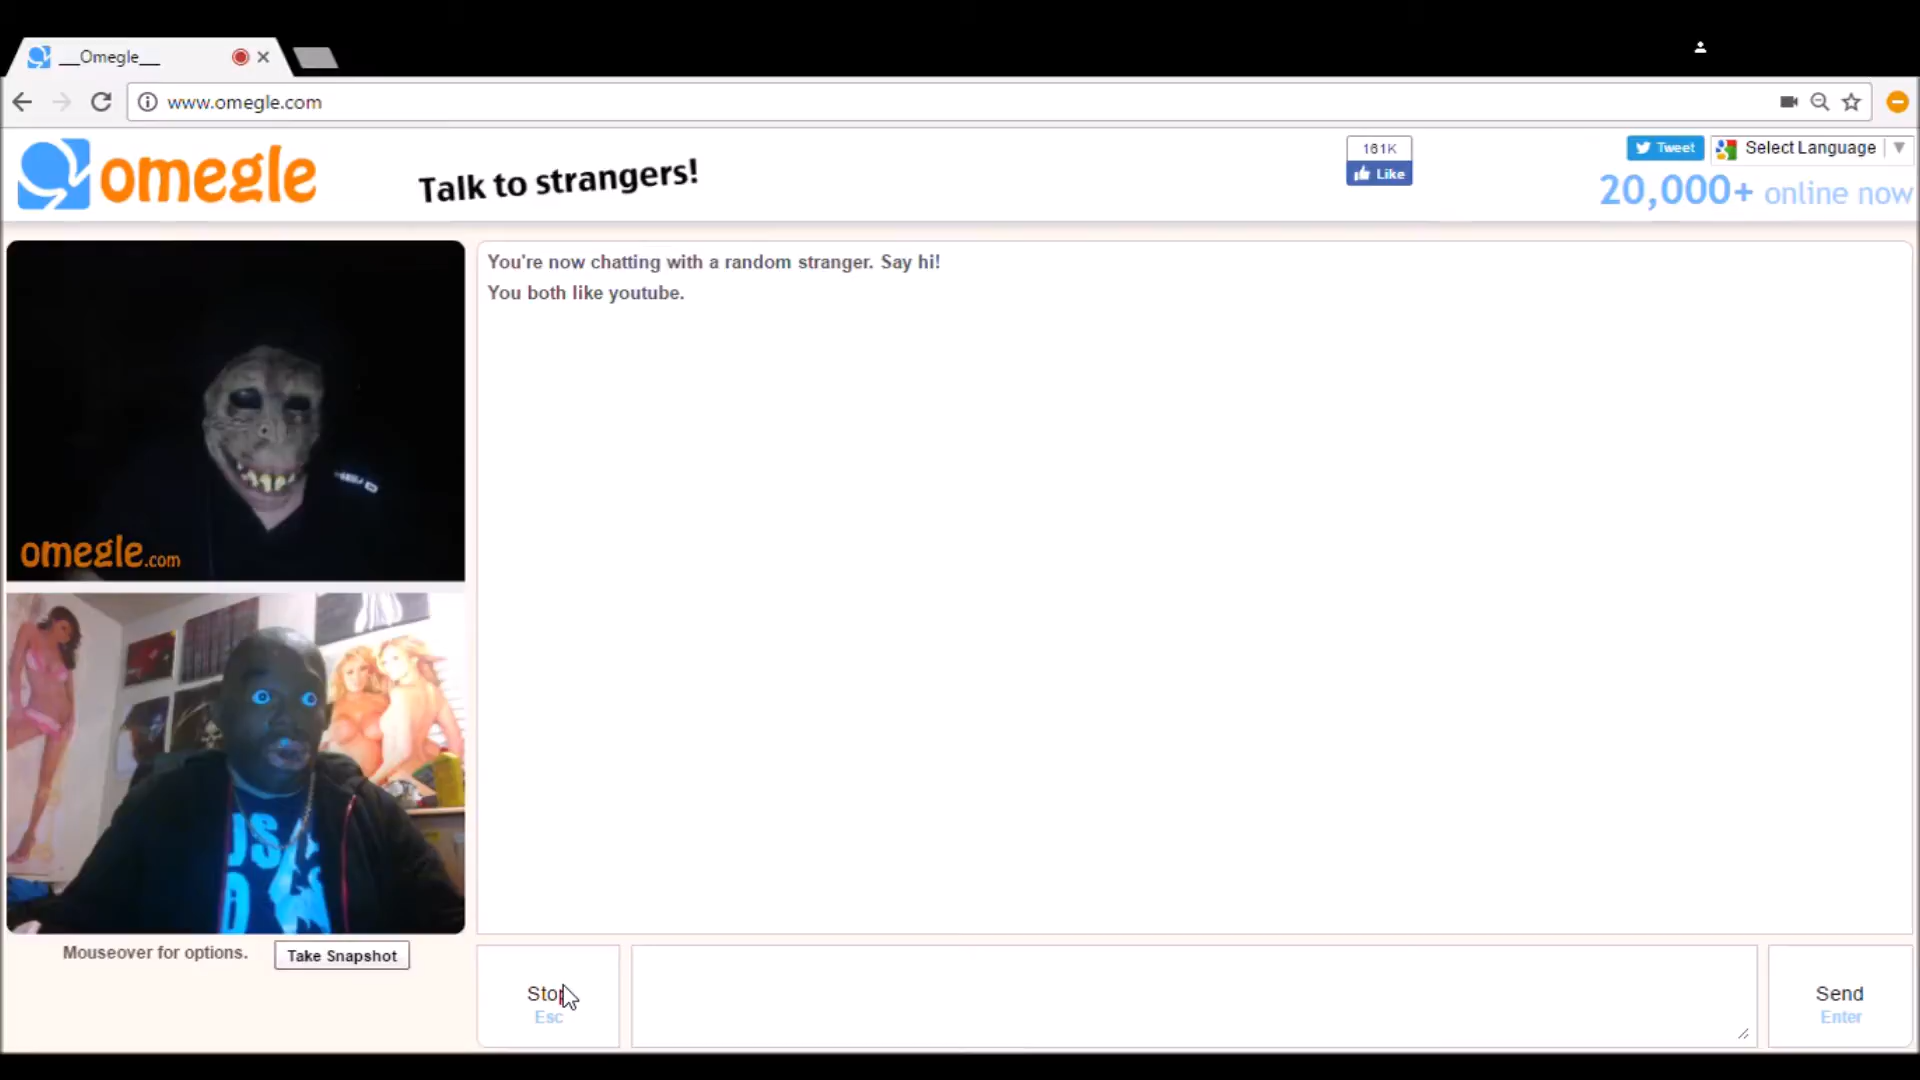 __Omegle__
www.omegle.com
omegle
Talk to strangers!
161K
Like
Tweet
Select Language
20,000+ online now
You're now chatting with a random stranger. Say hi!
You both like youtube.
omegle.com
Mouseover for options.
Take Snapshot
Stop
Esc
Send
Enter